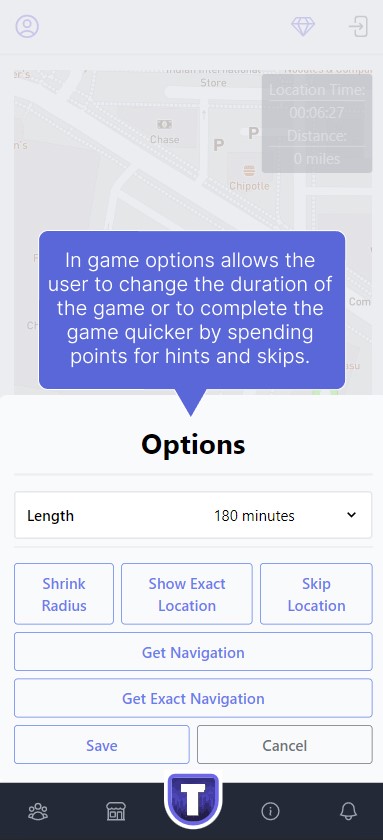 Indian International
Store
Location Time:
00:06:27
Distance:
0 miles
Chase
P
P
Chipotle
In game options allows the
user to change the duration of
the game or to complete the
game quicker by spending
points for hints and skips.
Options
Length 180 minutes
Shrink
Radius
Show Exact
Location
Skip
Location
Get Navigation
Get Exact Navigation
Save
Cancel
T